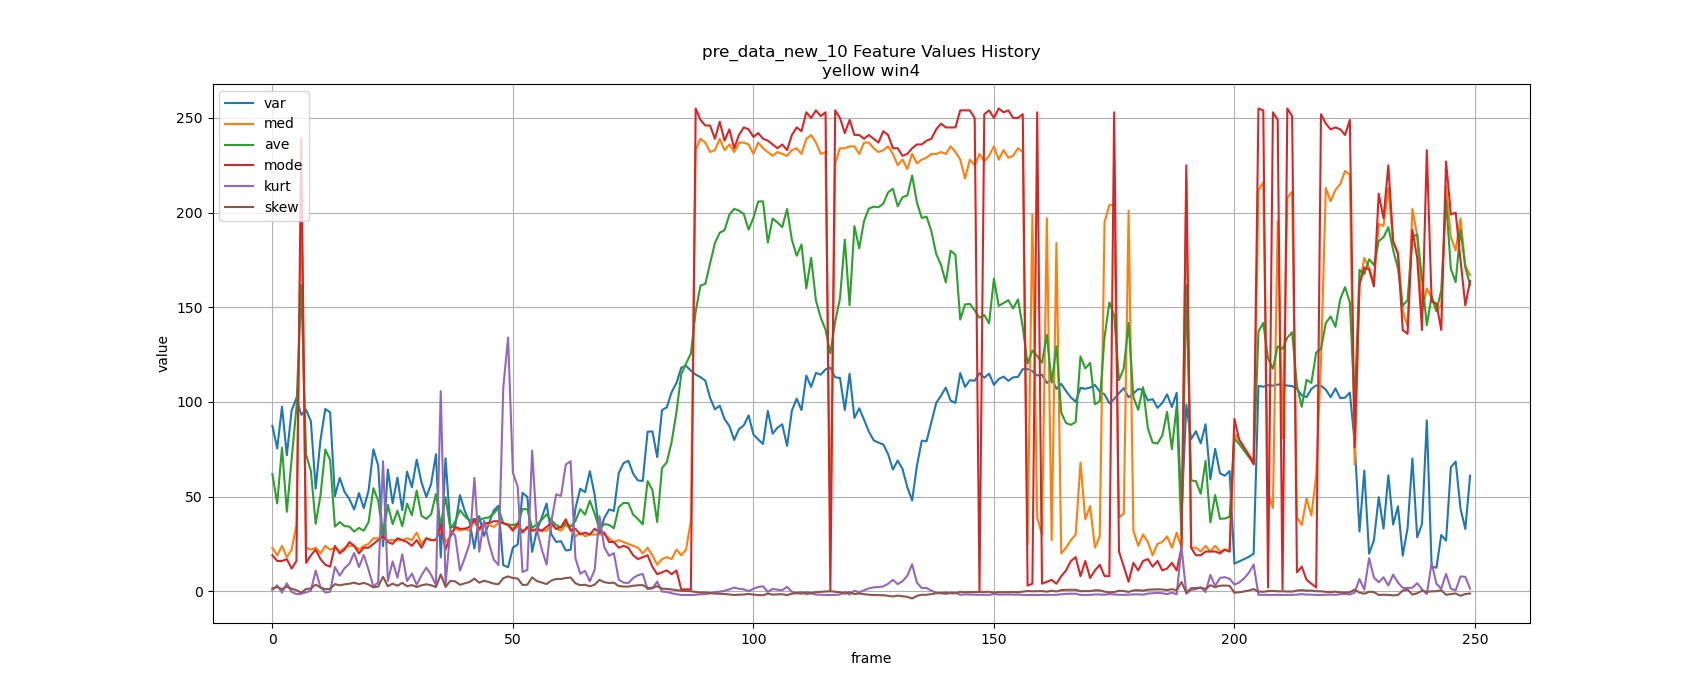 pre_data_new_10 Feature Values History
yellow win4
var
med
ave
mode
kurt
skew
250
200
150
100
50
0
value
0
50
100
150
200
250
frame